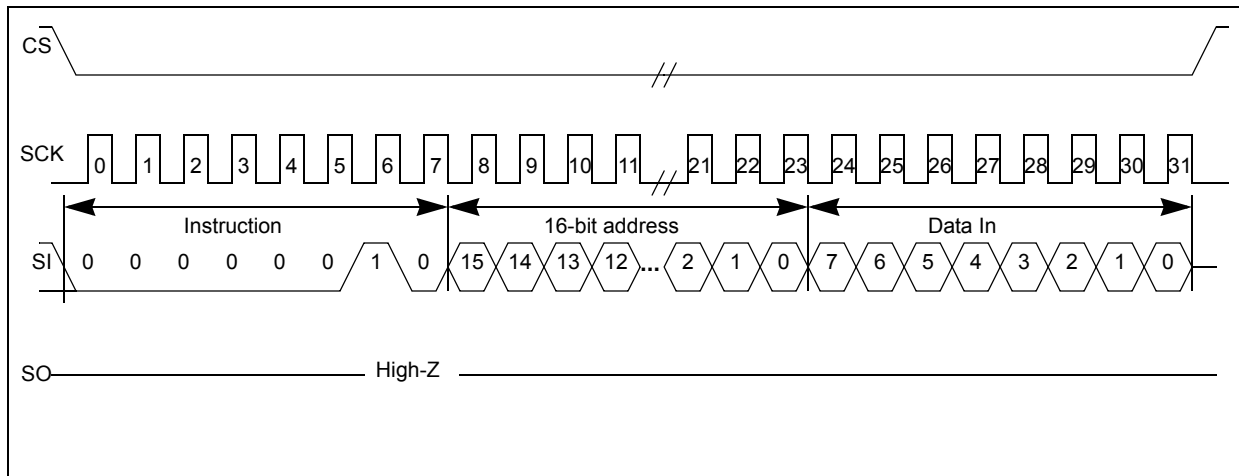 CS
SCK 0 1 2 3 4 5 6 7 8 9 10 11 21 22 23 24 25 26 27 28 29 30 31
Instruction 16-bit address Data In
SI 0 0 0 0 0 0 1 0 15 14 13 12 ... 2 1 0 7 6 5 4 3 2 1 0
SO High-Z